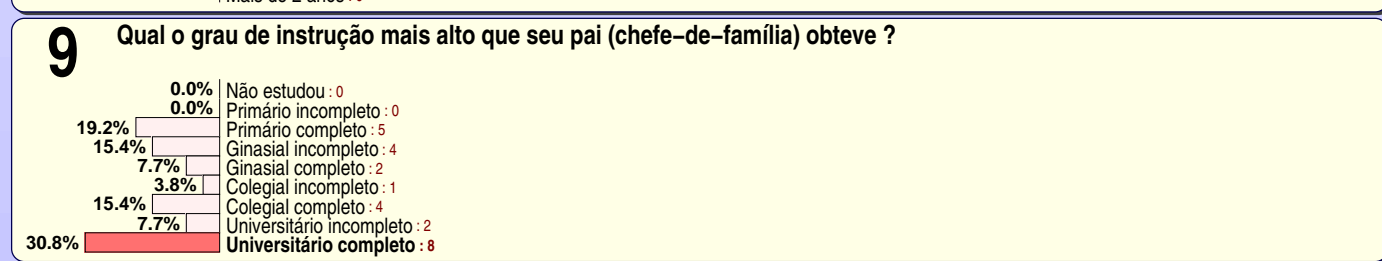 9 Qual o grau de instrução mais alto que seu pai (chefe−de−família) obteve ?
0.0% Não estudou : 0
0.0% Primário incompleto : 0
19.2% Primário completo : 5
15.4% Ginasial incompleto : 4
7.7% Ginasial completo : 2
3.8% Colegial incompleto : 1
15.4% Colegial completo : 4
7.7% Universitário incompleto : 2
30.8% Universitário completo : 8